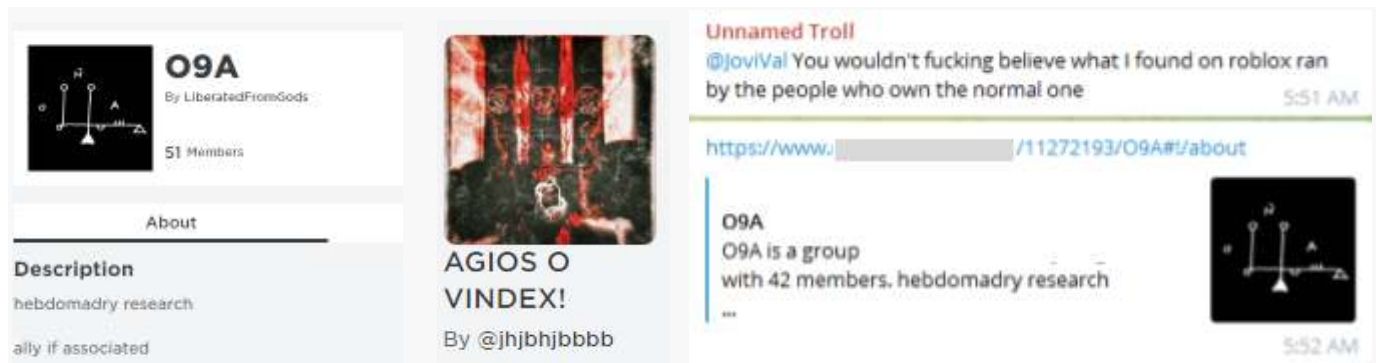 O9A
By LiberatedFromGods
51 Members
About
Description
hebdomadry research
ally if associated
AGIOS O
VINDEX!
By @jhjbhjbbbb
Unnamed Troll
@JoviVal You wouldn't fucking believe what I found on roblox ran
by the people who own the normal one
5:51 AM
https://www. /11272193/O9A#!/about
O9A
O9A is a group
with 42 members. hebdomadry research
...
5:52 AM